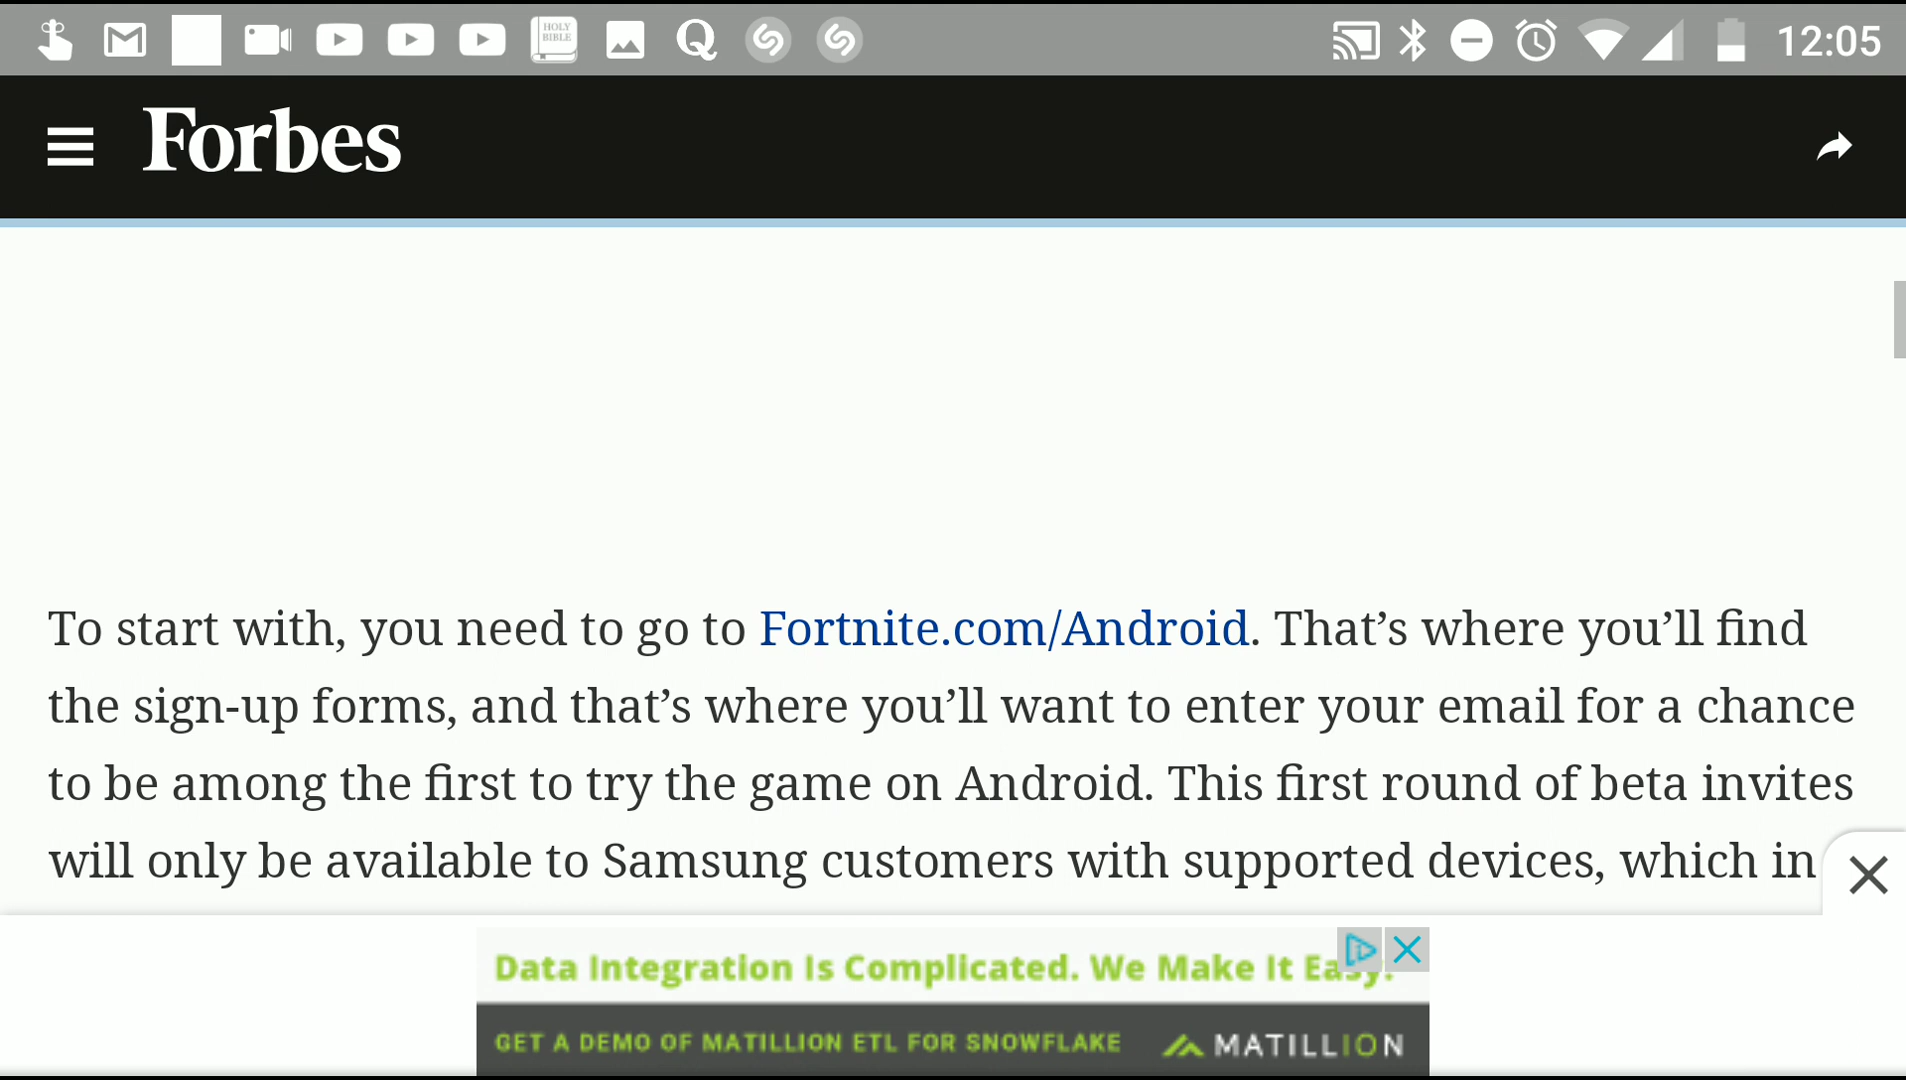 HOLY
BIBLE
12:05
Forbes
To start with, you need to go to Fortnite.com/Android. That’s where you’ll find
the sign-up forms, and that’s where you’ll want to enter your email for a chance
to be among the first to try the game on Android. This first round of beta invites
will only be available to Samsung customers with supported devices, which in
Data Integration Is Complicated. We Make It Easy.
GET A DEMO OF MATILLION ETL FOR SNOWFLAKE
MATILLION